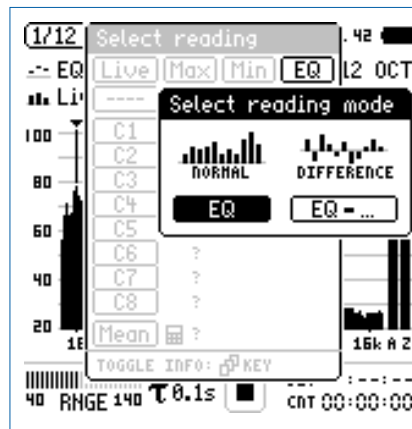 (1/12 Select reading . 42
EQ Live Max Min EQ 12 OCT
Li ----
Select reading mode
NORMAL DIFFERENCE
EQ EQ - ...
100 C1
C2
80 C3
C4
60 C5
C6 ?
40 C7 ?
C8 ?
20 Mean ?
16 16k A Z
TOGGLE INFO: KEY
40 RNGE 140 τ 0.1s CNT 00:00:00